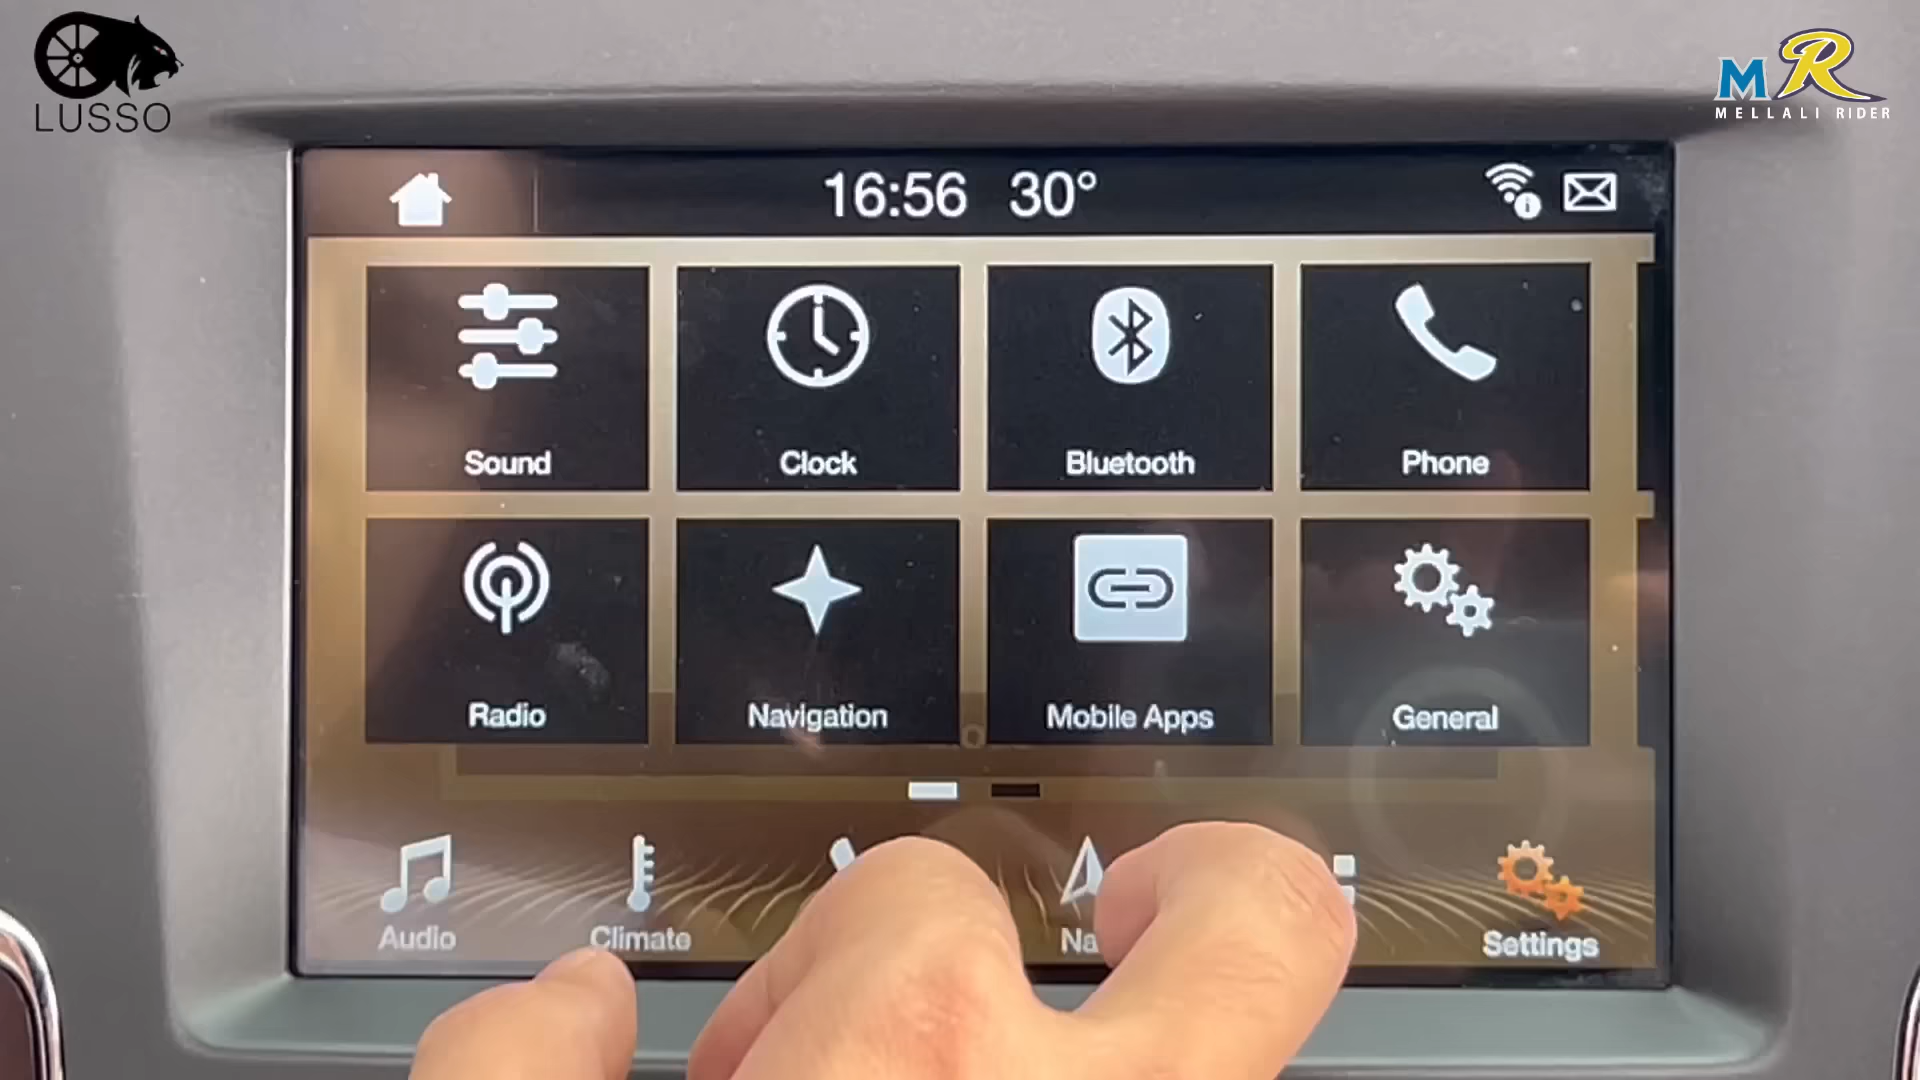 LUSSO
MR
MELLALI RIDER
16:56 30°
Sound
Clock
Bluetooth
Phone
Radio
Navigation
Mobile Apps
General
Audio
Climate
Na
Settings